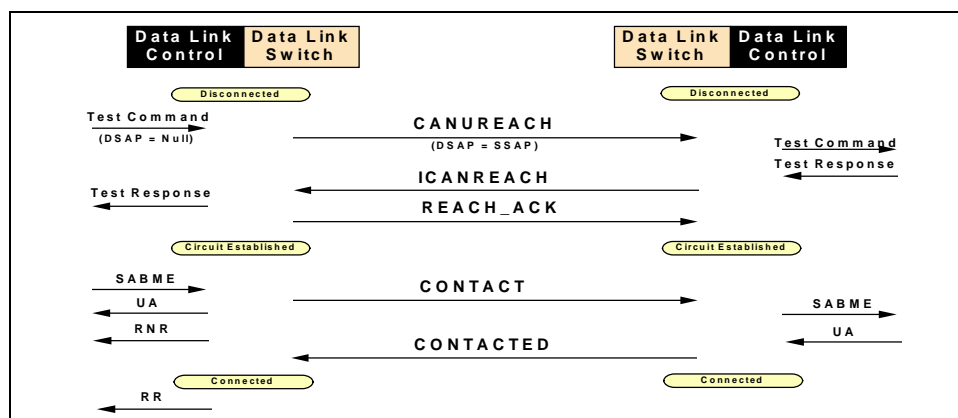 Data Link Control
Data Link Switch
Data Link Switch
Data Link Control
Disconnected
Disconnected
Test Command
(DSAP = Null)
CANUREACH
(DSAP = SSAP)
Test Command
Test Response
ICANREACH
Test Response
REACH_ACK
Circuit Established
Circuit Established
SABME
CONTACT
UA
SABME
RNR
UA
CONTACTED
Connected
Connected
RR